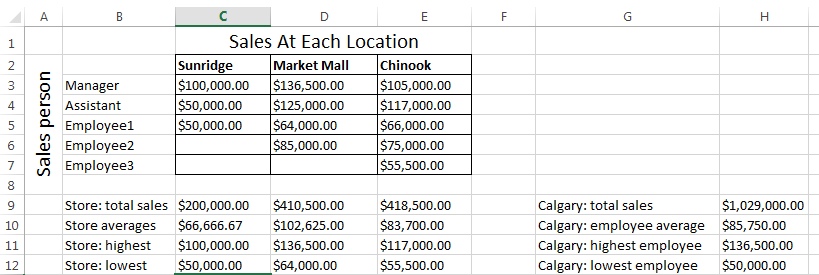 A B C D E F G H
1 Sales At Each Location
2 Sunridge Market Mall Chinook
Sales person
3 Manager $100,000.00 $136,500.00 $105,000.00
4 Assistant $50,000.00 $125,000.00 $117,000.00
5 Employee1 $50,000.00 $64,000.00 $66,000.00
6 Employee2 $85,000.00 $75,000.00
7 Employee3 $55,500.00
8
9 Store: total sales $200,000.00 $410,500.00 $418,500.00 Calgary: total sales $1,029,000.00
10 Store averages $66,666.67 $102,625.00 $83,700.00 Calgary: employee average $85,750.00
11 Store: highest $100,000.00 $136,500.00 $117,000.00 Calgary: highest employee $136,500.00
12 Store: lowest $50,000.00 $64,000.00 $55,500.00 Calgary: lowest employee $50,000.00